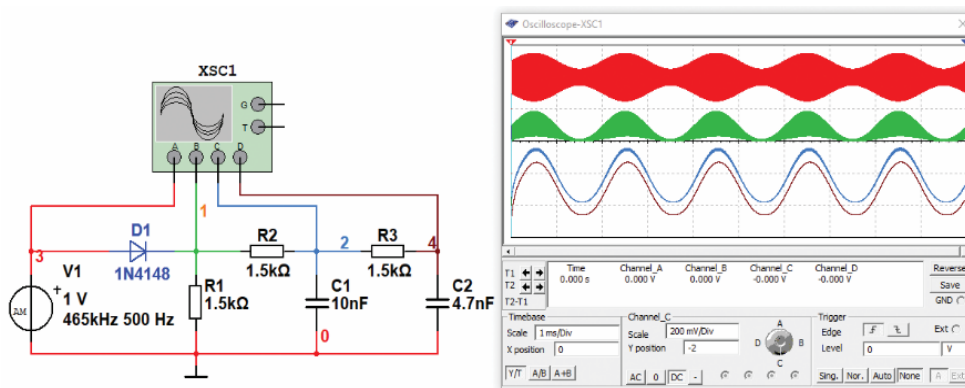 XSC1
G
T
A B C D
1
3
D1
1N4148
R2
1.5kΩ
2
R3
1.5kΩ
4
V1
1 V
465kHz 500 Hz
AM
R1
1.5kΩ
C1
10nF
C2
4.7nF
0
Oscilloscope-XSC1
T1
T2
T2-T1
Time Channel_A Channel_B Channel_C Channel_D
0.000 s 0.000 V 0.000 V -0.000 V -0.000 V
Reverse
Save
GND
Timebase
Scale 1 ms/Div
X position 0
Y/T A/B A+B
Channel_C
Scale 200 mV/Div
Y position -2
AC 0 DC -
A
D B
C
Trigger
Edge Ext
Level 0 V
Sing. Nor. Auto None A Ext